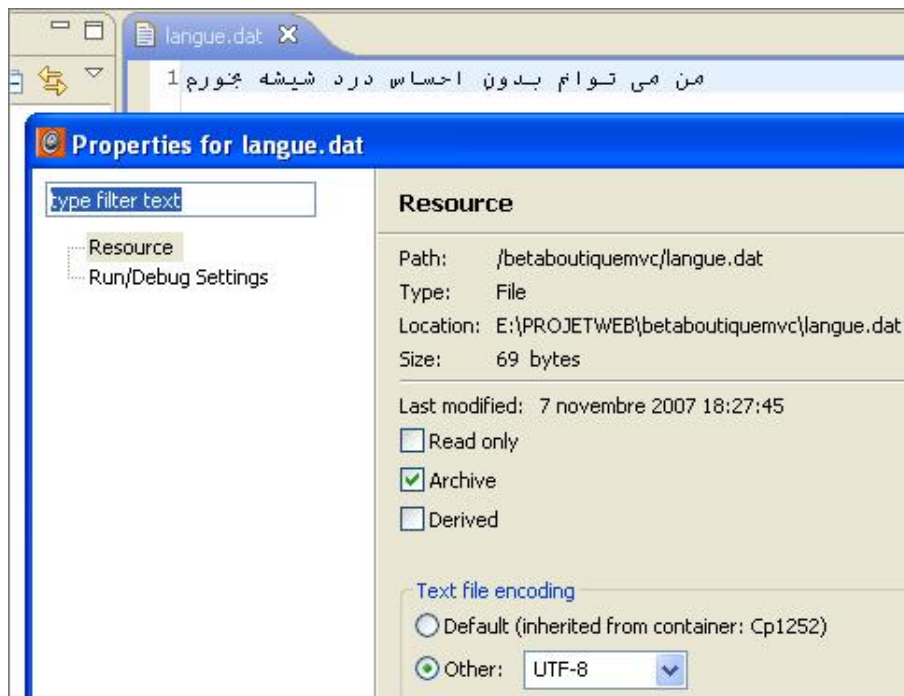 langue.dat
1 من می توانم بدون احساس درد شیشه بخورم
Properties for langue.dat
type filter text
Resource
Run/Debug Settings
Resource
Path: /betaboutiquemvc/langue.dat
Type: File
Location: E:\PROJETWEB\betaboutiquemvc\langue.dat
Size: 69 bytes
Last modified: 7 novembre 2007 18:27:45
Read only
Archive
Derived
Text file encoding
Default (inherited from container: Cp1252)
Other: UTF-8